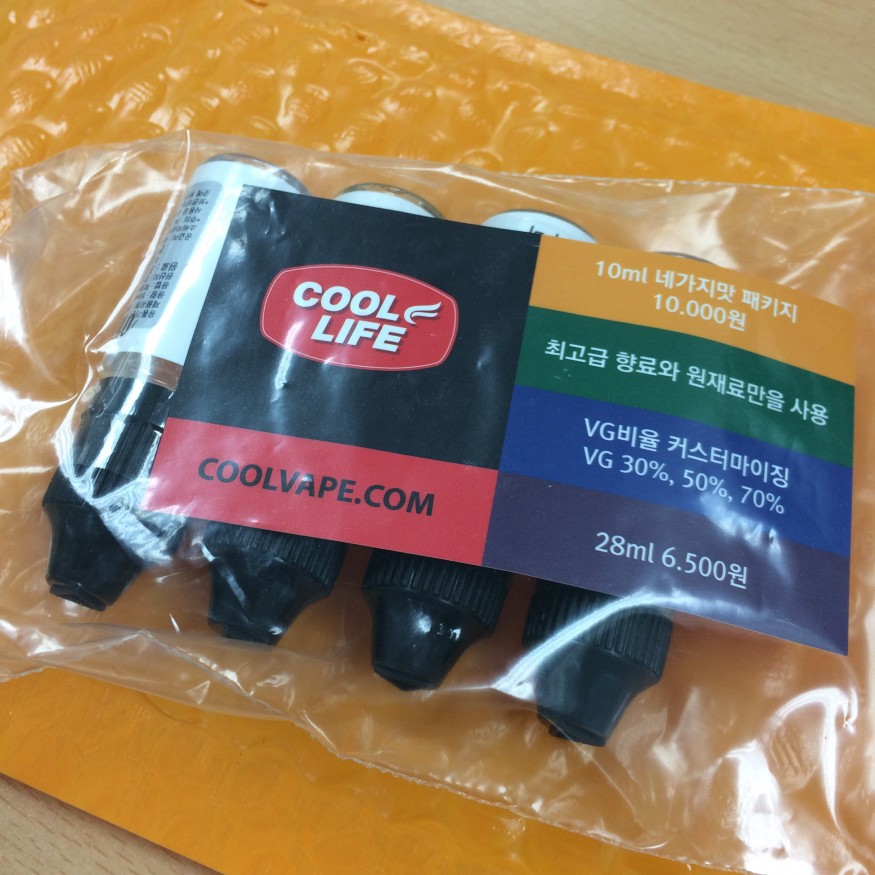 COOL
LIFE
COOLVAPE.COM
10ml 네가지맛 패키지
10.000원
최고급 향료와 원재료만을 사용
VG비율 커스터마이징
VG 30%, 50%, 70%
28ml 6.500원